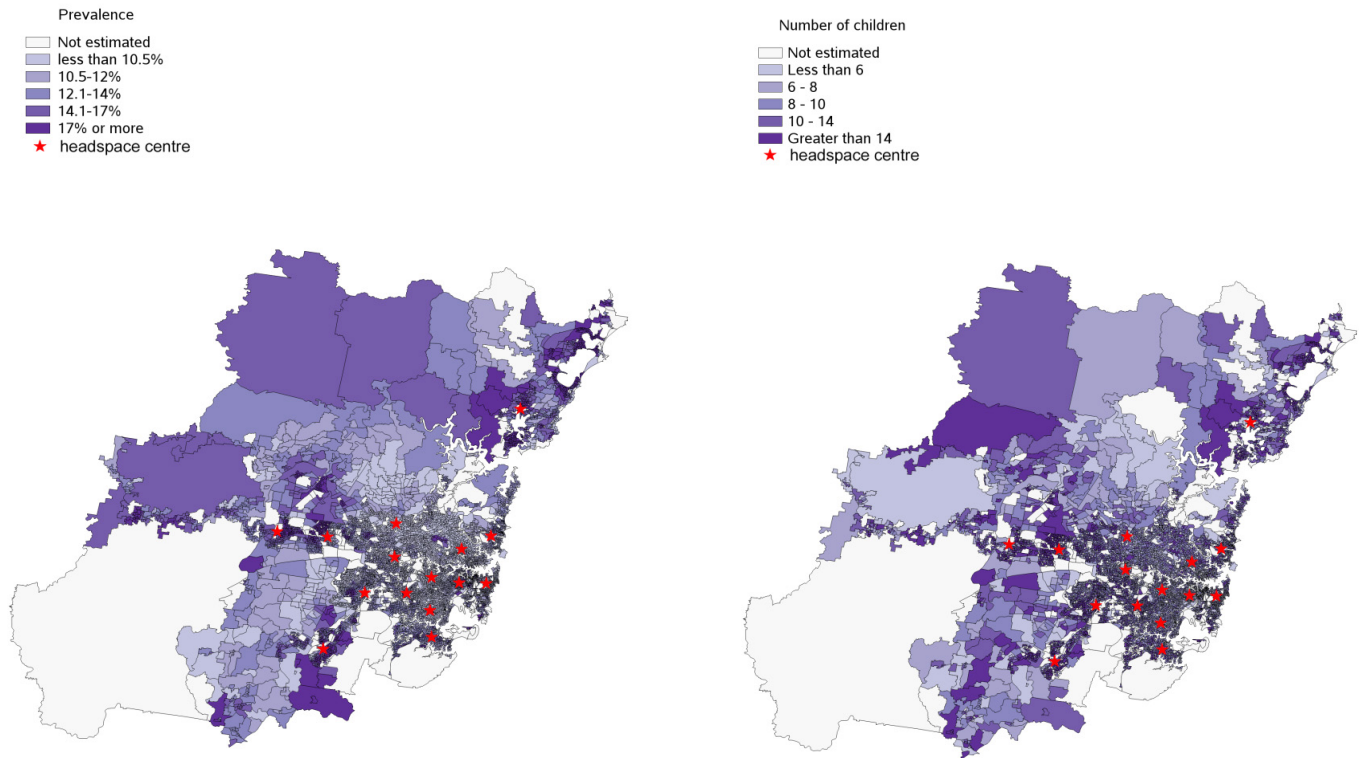 Prevalence
Not estimated
less than 10.5%
10.5-12%
12.1-14%
14.1-17%
17% or more
headspace centre
Number of children
Not estimated
Less than 6
6 - 8
8 - 10
10 - 14
Greater than 14
headspace centre